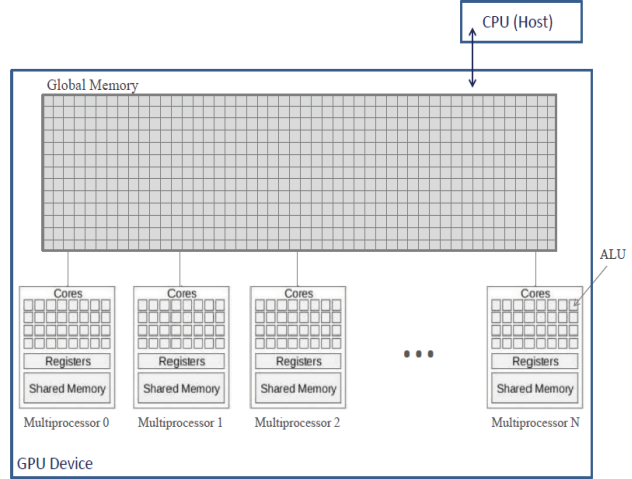 CPU (Host)
Global Memory
ALU
Cores
Cores
Cores
Cores
Registers
Registers
Registers
Registers
Shared Memory
Shared Memory
Shared Memory
Shared Memory
Multiprocessor 0
Multiprocessor 1
Multiprocessor 2
Multiprocessor N
GPU Device